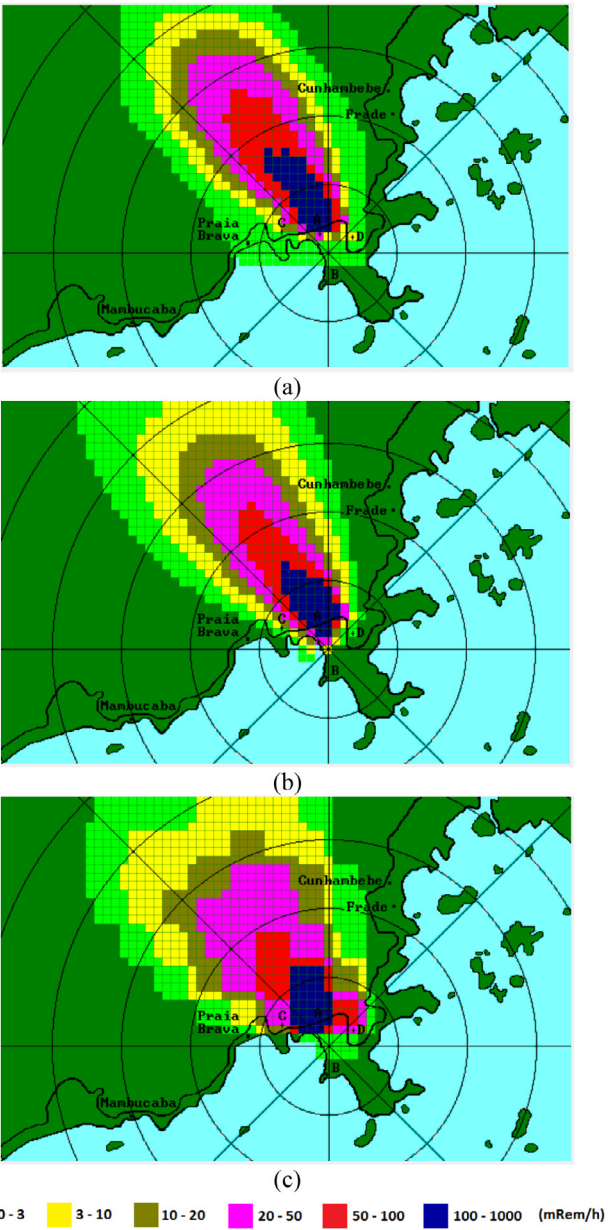 Cunhambebe
Frade
Praia
Brava
C
A
D
B
Mambucaba
(a)
Cunhambebe
Frade
Praia
Brava
C
A
D
B
Mambucaba
(b)
Cunhambebe
Frade
Praia
Brava
C
A
D
B
Mambucaba
(c)
0 - 3 3 - 10 10 - 20 20 - 50 50 - 100 100 - 1000 (mRem/h)